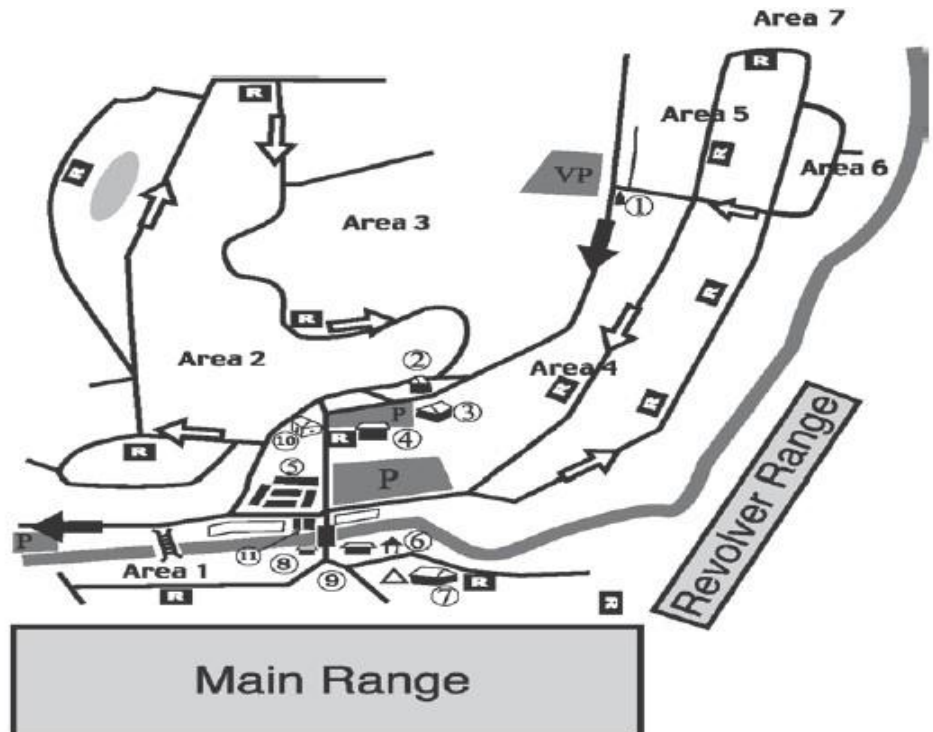 Area 7
R
R
Area 5
R
VP
Area 6
R
①
Area 3
R
R
Area 2
②
Area 4
R
R
P
③
R
④
⑩
R
⑤
P
Revolver Range
P
⑥
⑪
⑧
Area 1
⑨
⑦
R
R
R
Main Range